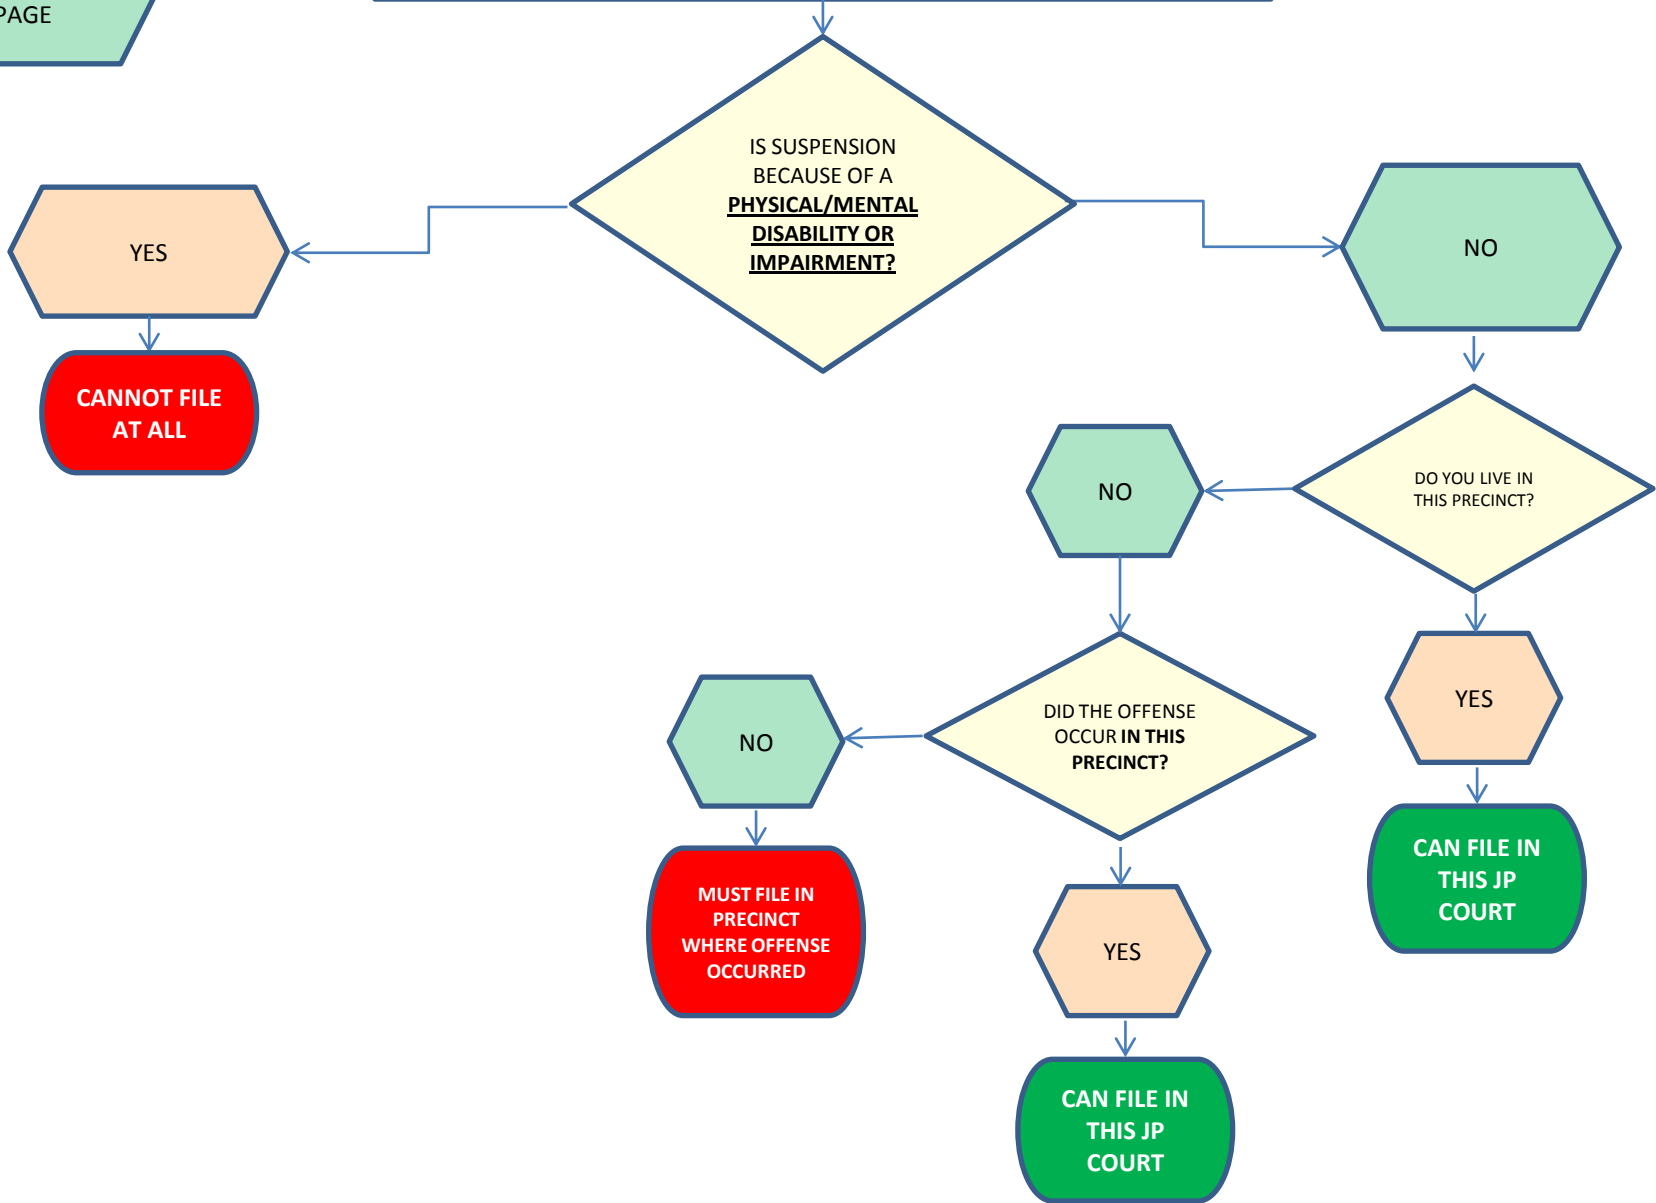 PAGE
IS SUSPENSION
BECAUSE OF A
PHYSICAL/MENTAL
DISABILITY OR
IMPAIRMENT?
YES
NO
CANNOT FILE
AT ALL
DO YOU LIVE IN
THIS PRECINCT?
NO
YES
DID THE OFFENSE
OCCUR IN THIS
PRECINCT?
NO
CAN FILE IN
THIS JP
COURT
MUST FILE IN
PRECINCT
WHERE OFFENSE
OCCURRED
YES
CAN FILE IN
THIS JP
COURT